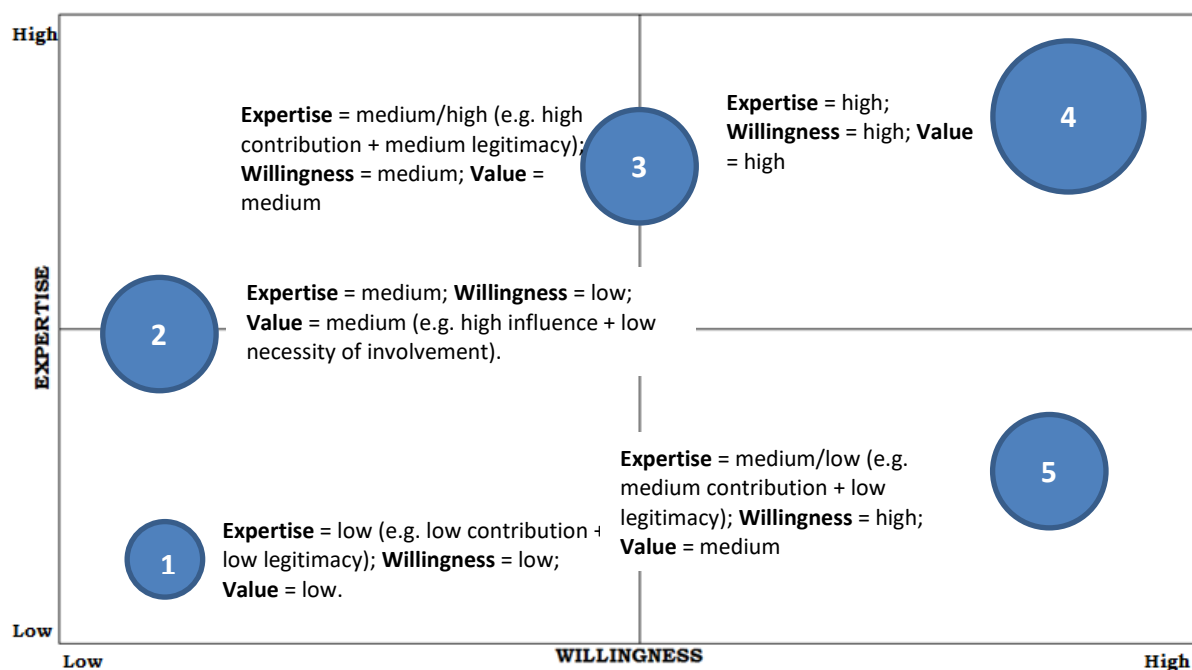 High
Expertise = medium/high (e.g. high
contribution + medium legitimacy);
Willingness = medium; Value =
medium
3
Expertise = high;
Willingness = high; Value
= high
4
EXPERTISE
2
Expertise = medium; Willingness = low;
Value = medium (e.g. high influence + low
necessity of involvement).
1
Expertise = low (e.g. low contribution +
low legitimacy); Willingness = low;
Value = low.
Expertise = medium/low (e.g.
medium contribution + low
legitimacy); Willingness = high;
Value = medium
5
Low
Low
WILLINGNESS
High